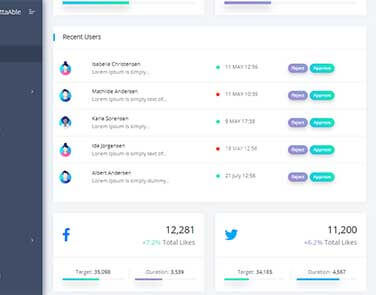 ttaAble
Recent Users
Isabella Christensen
Lorem Ipsum is simply...
11 MAY 12:56
Reject
Approve
Mathilde Andersen
Lorem Ipsum is simply text of...
11 MAY 10:35
Reject
Approve
Karla Sorensen
Lorem Ipsum is simply...
9 MAY 17:38
Reject
Approve
Ida Jorgensen
Lorem Ipsum is simply text of...
19 MAY 12:56
Reject
Approve
Albert Andersen
Lorem Ipsum is simply dummy...
21 July 12:56
Reject
Approve
12,281
+7.2% Total Likes
Target: 35,098
Duration: 3,539
11,200
+6.2% Total Likes
Target: 34,185
Duration: 4,567